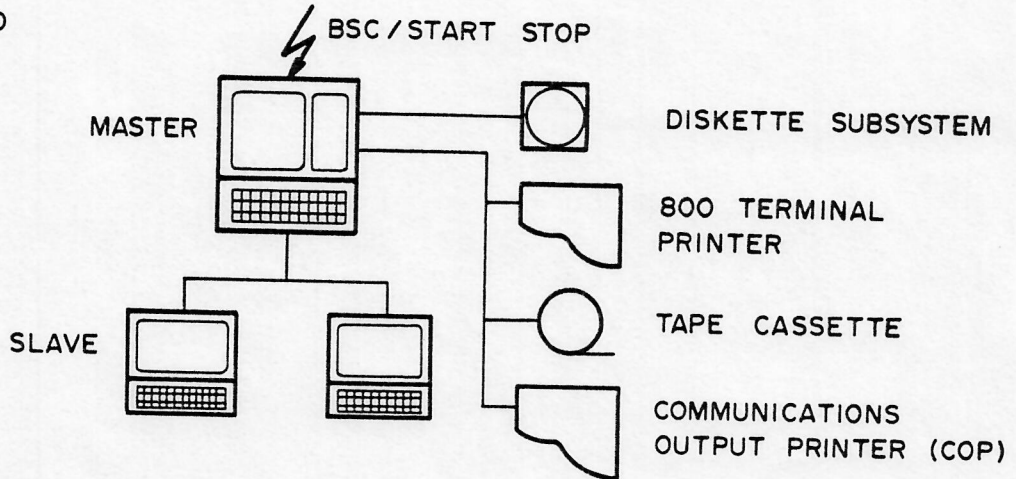 BSC/START STOP
MASTER
DISKETTE SUBSYSTEM
800 TERMINAL
PRINTER
SLAVE
TAPE CASSETTE
COMMUNICATIONS
OUTPUT PRINTER (COP)